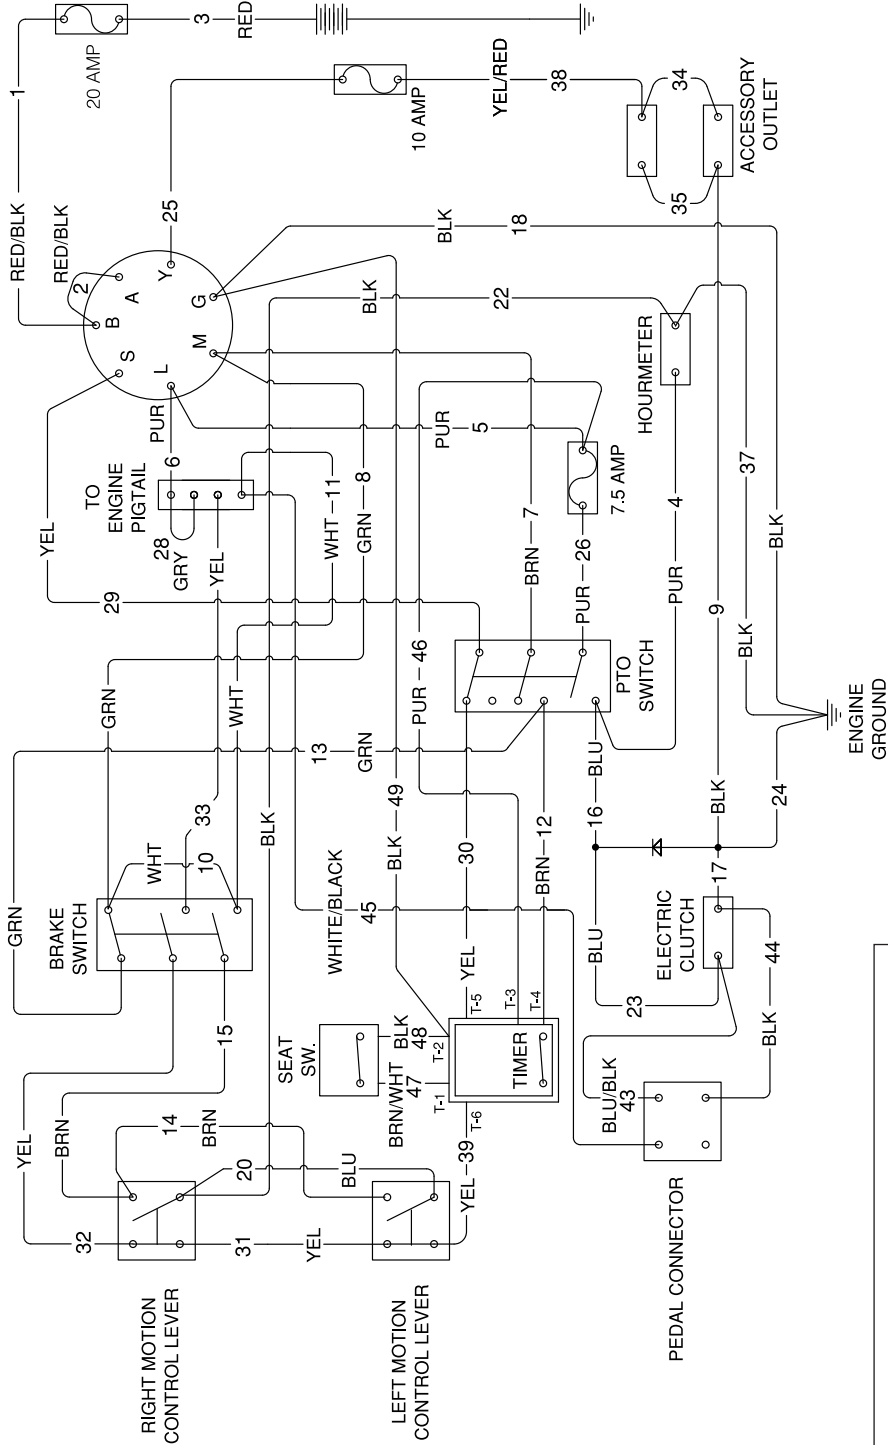 RED/BLK
1
20 AMP
3
RED
RED/BLK
2
B
A
S
L
M
G
Y
25
10 AMP
YEL/RED
38
34
35
ACCESSORY
OUTLET
BLK
18
BLK
22
HOURMETER
37
BLK
BLK
9
4
PUR
PUR
6
TO
ENGINE
PIGTAIL
28
GRY
YEL
YEL
29
WHT
11
GRN
8
PUR
5
7.5 AMP
BRN
7
PUR
26
PUR
46
PTO
SWITCH
GRN
WHT
13
GRN
BLU
ENGINE
GROUND
GRN
BRAKE
SWITCH
WHT
10
33
BLK
WHITE/BLACK
45
BLK
49
YEL
30
BRN
12
16
BLU
BLK
24
17
ELECTRIC
CLUTCH
23
44
BLK
15
SEAT
SW.
BLK
48
BRN/WHT
47
T-1
T-2
T-3
T-4
T-5
T-6
TIMER
BLU/BLK
43
PEDAL CONNECTOR
YEL
BRN
14
BRN
20
BLU
32
31
YEL
YEL
39
RIGHT MOTION
CONTROL LEVER
LEFT MOTION
CONTROL LEVER